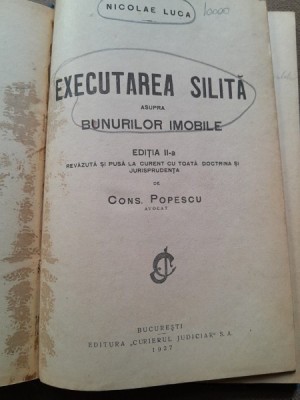 NICOLAE LUCA
EXECUTAREA SILITĂ
ASUPRA
BUNURILOR IMOBILE
EDIȚIA II-a
REVĂZUTĂ ȘI PUSĂ LA CURENT CU TOATĂ DOCTRINA ȘI
JURISPRUDENȚA
DE
CONS. POPESCU
AVOCAT
BUCUREȘTI
EDITURA „CURIERUL JUDICIAR" S. A.
1927